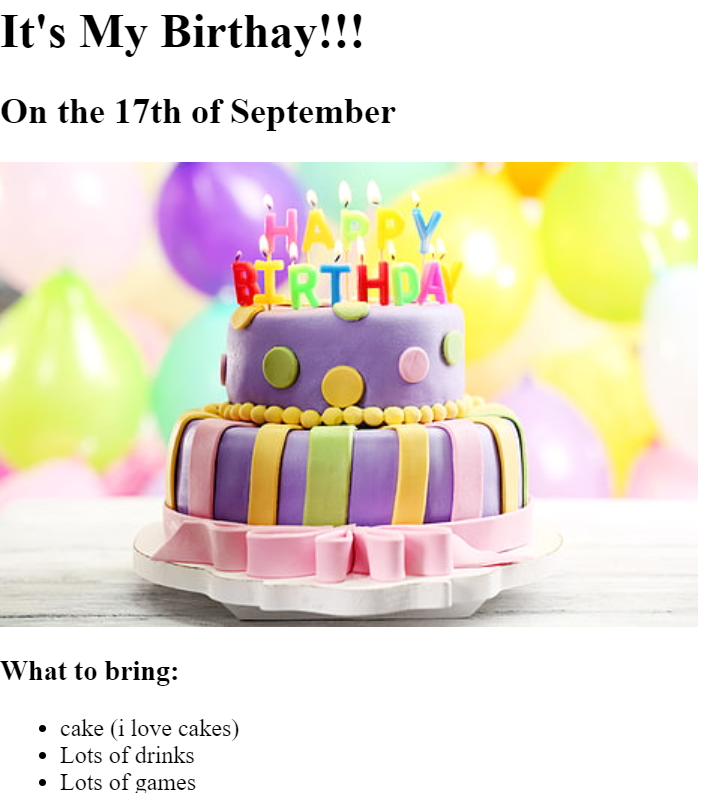 It's My Birthay!!!
On the 17th of September
HAPPY
BIRTHDAY
What to bring:
cake (i love cakes)
Lots of drinks
Lots of games